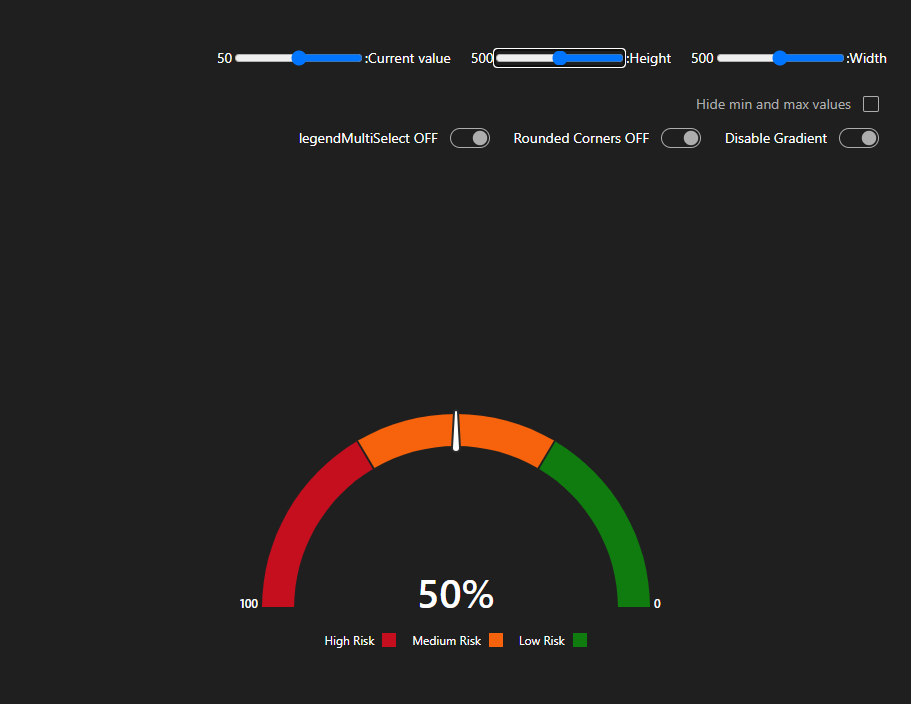 50 :Current value 500 :Height 500 :Width
Hide min and max values
legendMultiSelect OFF Rounded Corners OFF Disable Gradient
50%
100 0
High Risk Medium Risk Low Risk